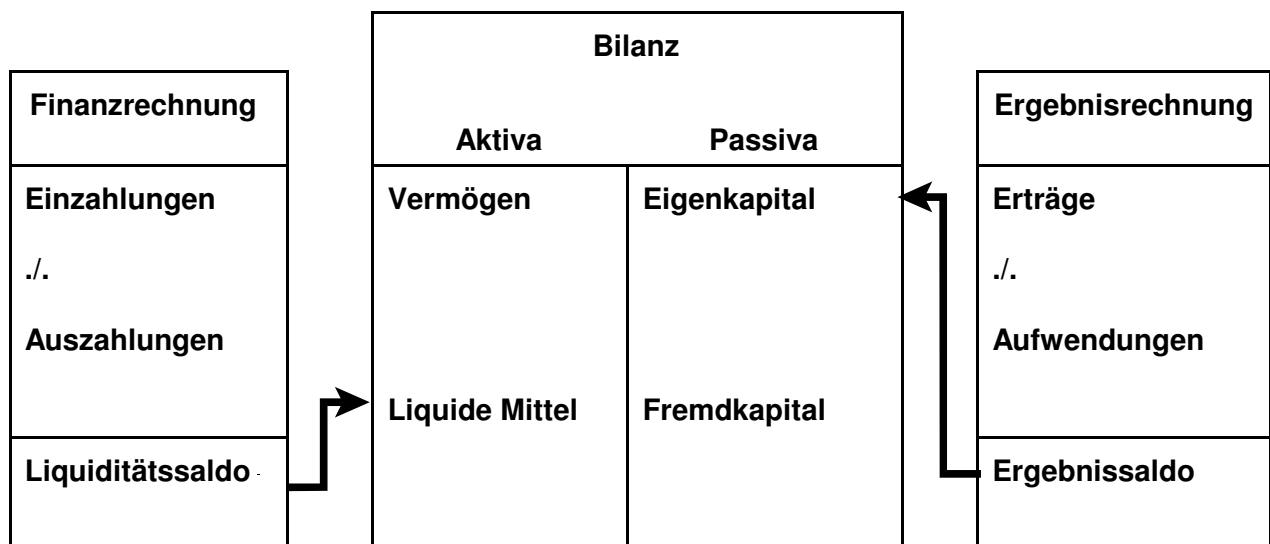 Finanzrechnung
Einzahlungen
./.
Auszahlungen
Liquiditätssaldo
Bilanz
Aktiva Passiva
Vermögen Eigenkapital
Liquide Mittel Fremdkapital
Ergebnisrechnung
Erträge
./.
Aufwendungen
Ergebnissaldo